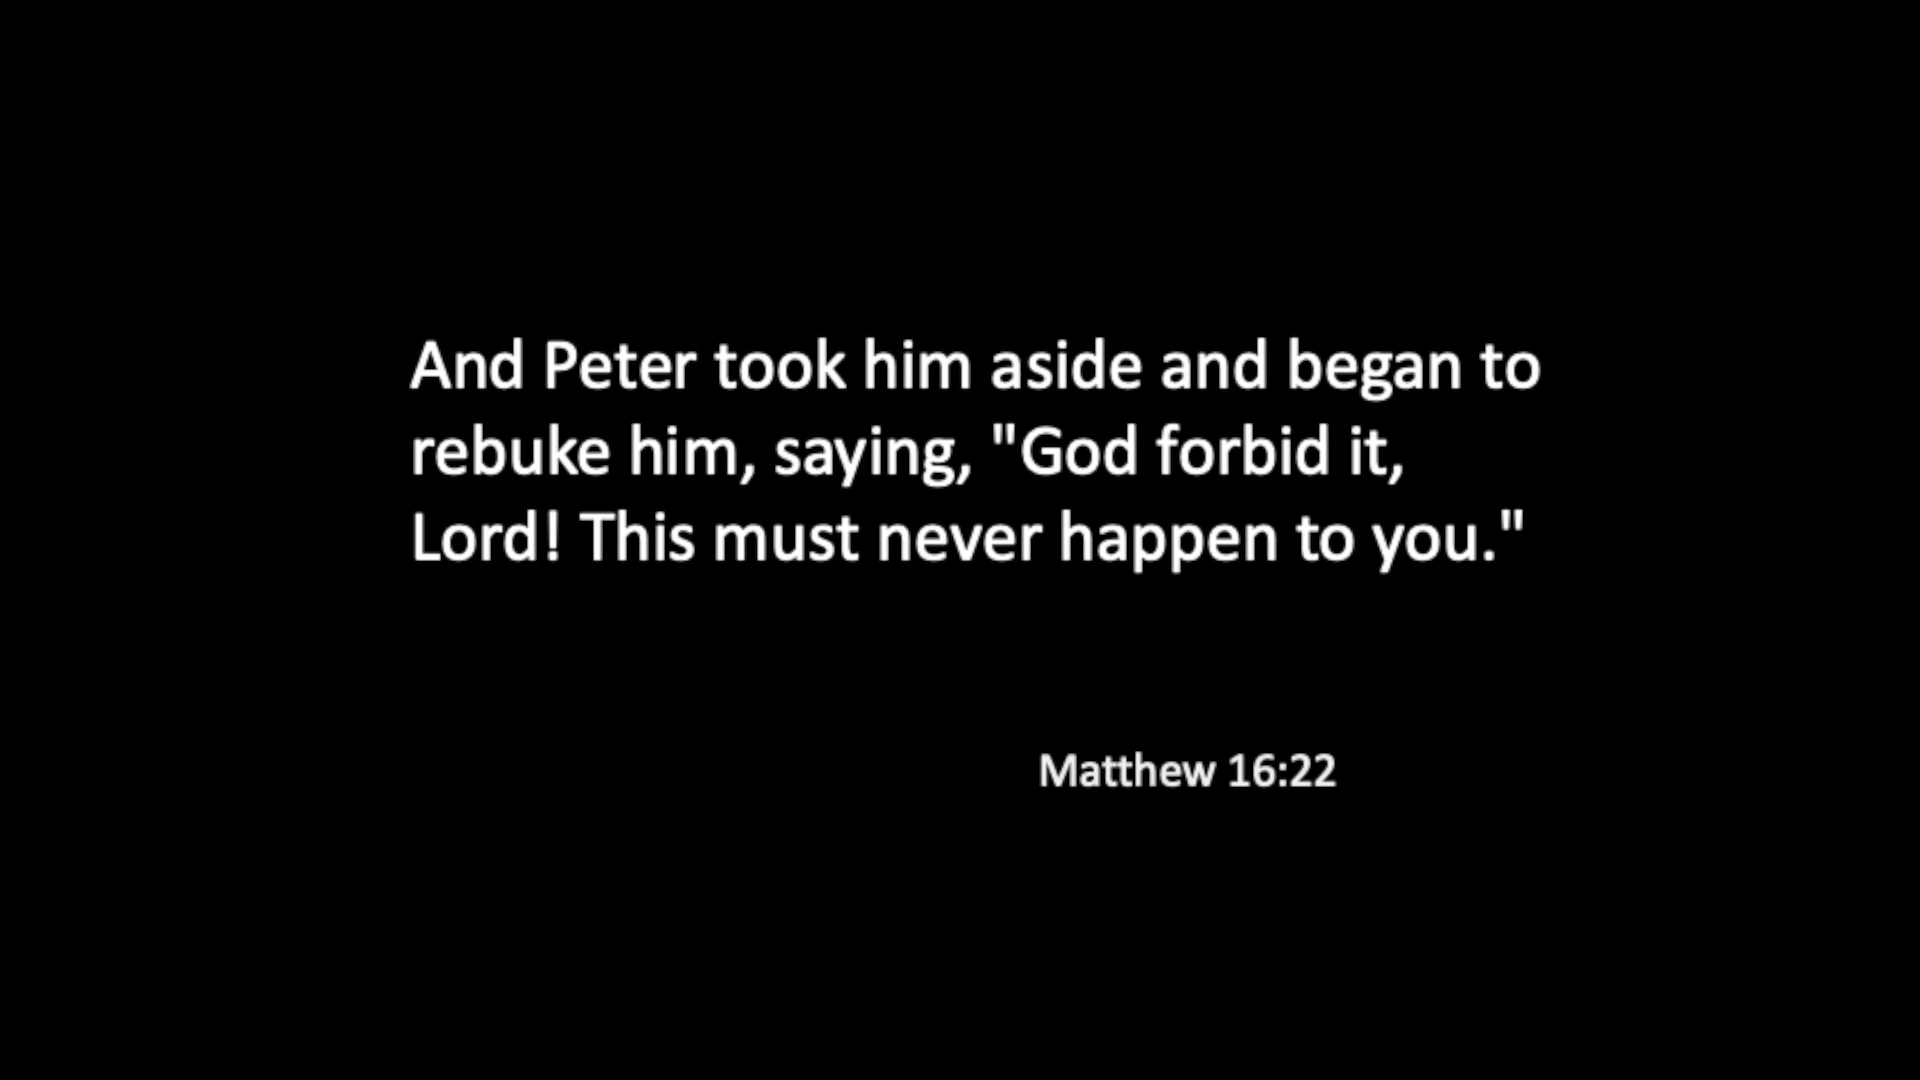 And Peter took him aside and began to
rebuke him, saying, "God forbid it,
Lord! This must never happen to you."
Matthew 16:22